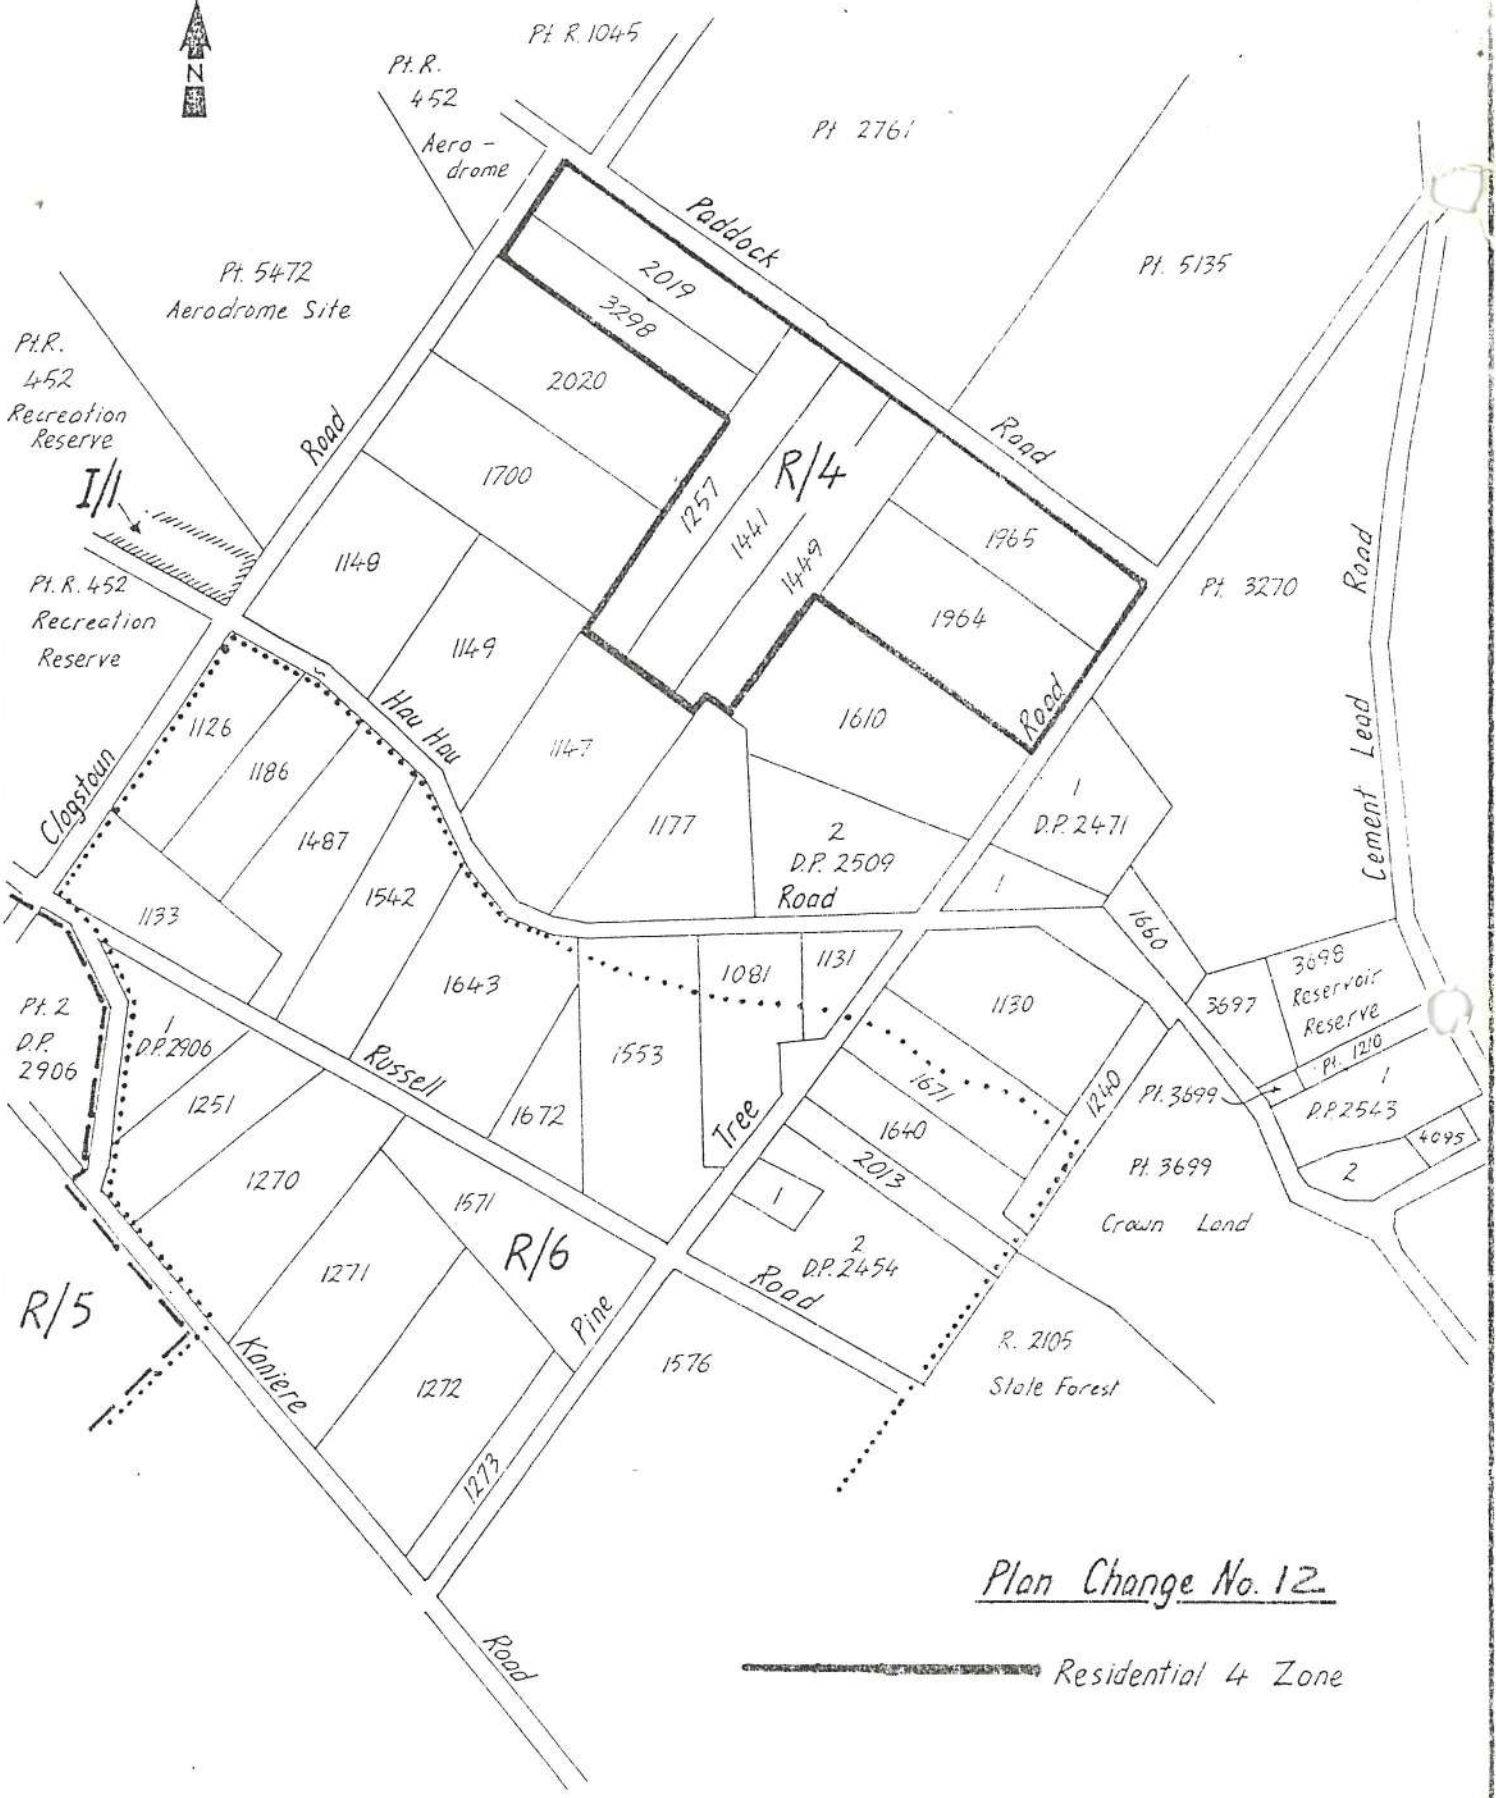 N
Pt R. 1045
Pt. R.
452
Aero-
drome
Pt 2761
Paddock
Road
Pt. 5135
Pt. 5472
Aerodrome Site
2019
3298
2020
Pt.R.
452
Recreation
Reserve
I/1
Road
1700
R/4
1257
1441
1449
1965
1964
Pt. 3270
Road
Cement Lead
Pt. R. 452
Recreation
Reserve
1148
1149
Hau Hau
1147
1610
Road
1126
1186
Clogstoun
1487
1177
2
D.P. 2509
Road
1
D.P. 2471
1
1542
1133
1660
1643
1081
1131
1130
3697
3698
Reservoir
Reserve
Pt. 1210
Pt. 2
D.P.
2906
1
D.P. 2906
Russell
1553
1671
1240
Pt. 3699
1
D.P. 2543
4095
2
1251
1672
Tree
1640
2013
Pt. 3699
Crown Land
1270
1571
1
R/6
2
D.P. 2454
Road
1271
R/5
Pine
Kaniere
1272
1576
R. 2105
State Forest
1273
Road
Plan Change No. 12
Residential 4 Zone